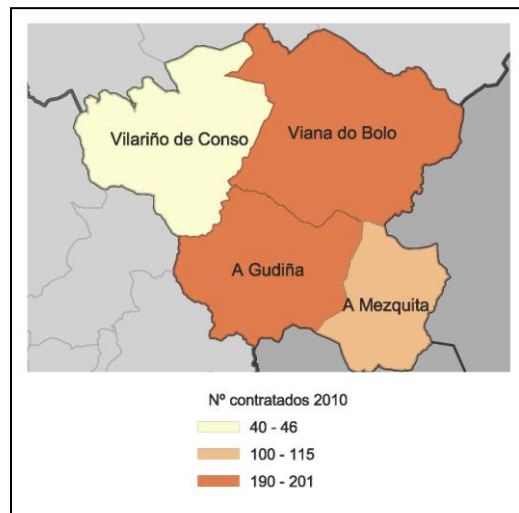 Vilariño de Conso
Viana do Bolo
A Gudiña
A Mezquita
Nº contratados 2010
40 - 46
100 - 115
190 - 201